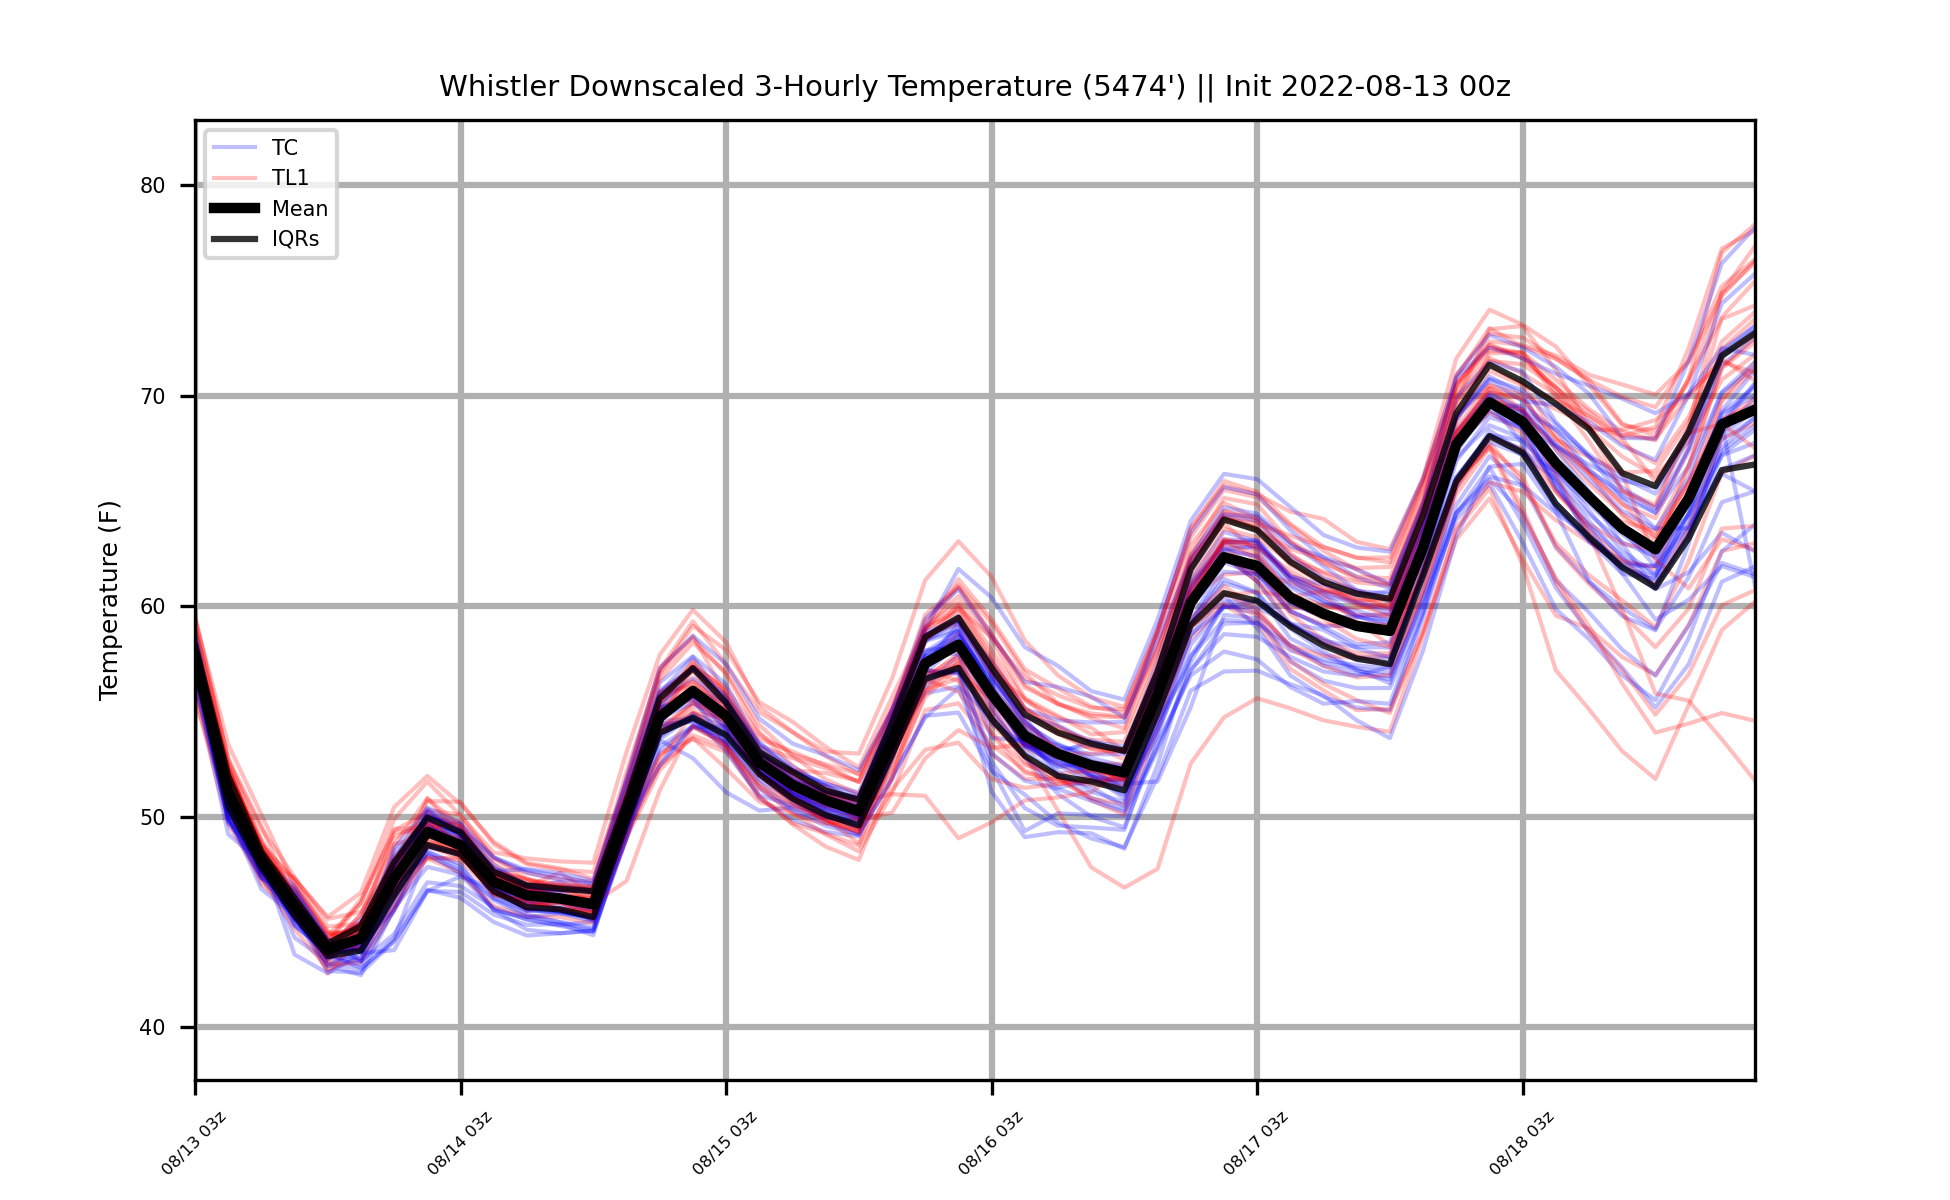 Whistler Downscaled 3-Hourly Temperature (5474') || Init 2022-08-13 00z
TC
TL1
Mean
IQRs
Temperature (F)
80
70
60
50
40
08/13 03z
08/14 03z
08/15 03z
08/16 03z
08/17 03z
08/18 03z